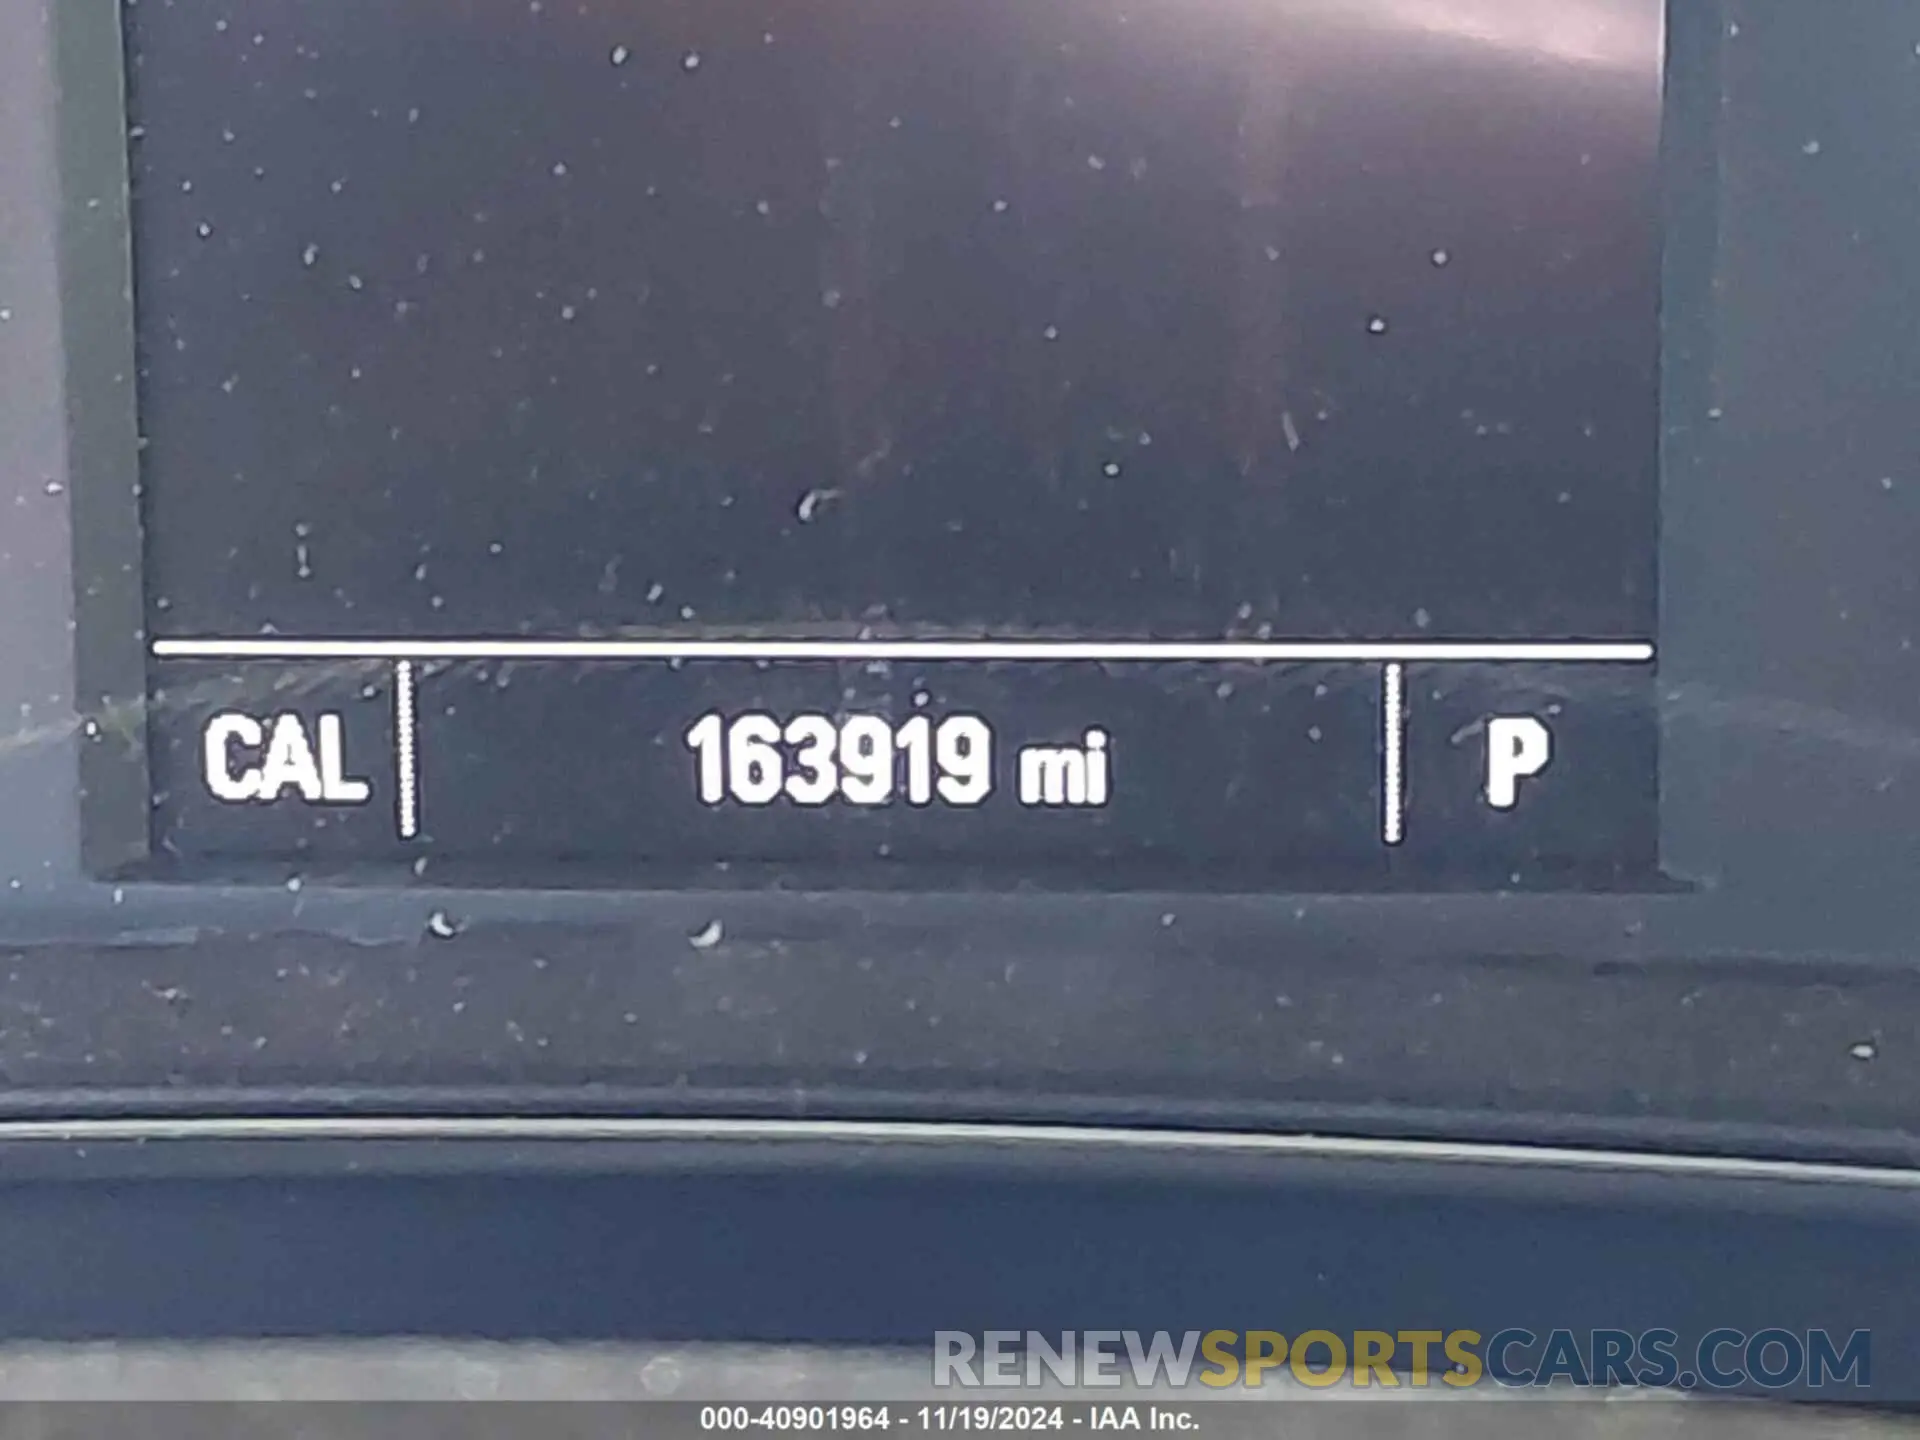 CAL 163919 mi P
RENEWSPORTSCARS.COM
000-40901964 - 11/19/2024 - IAA Inc.